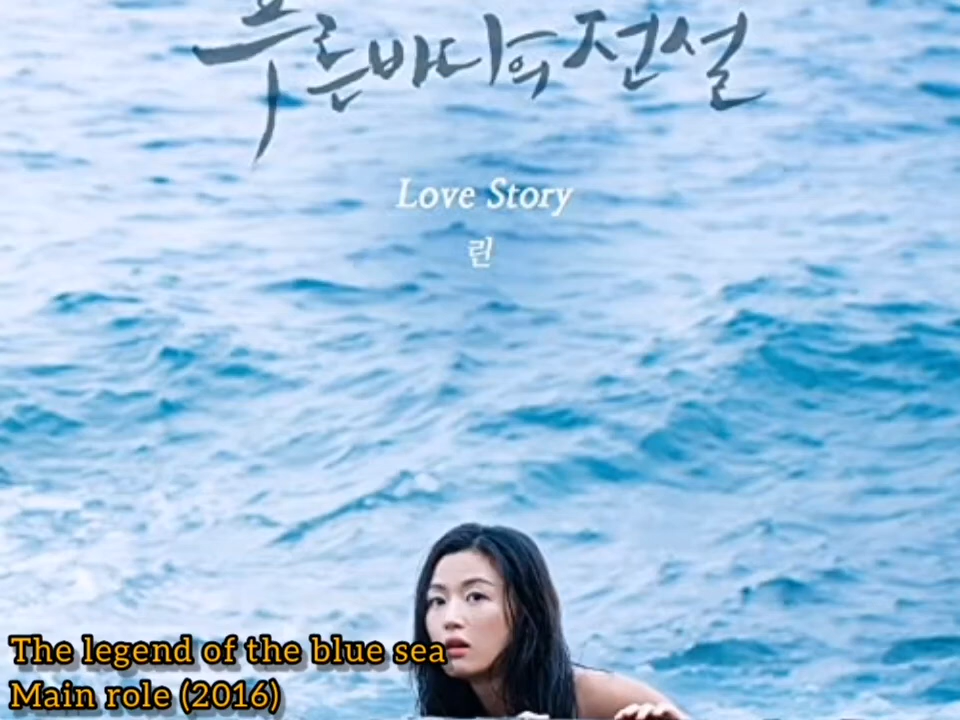 푸른 바다의 전설
Love Story
린
The legend of the blue sea
Main role (2016)